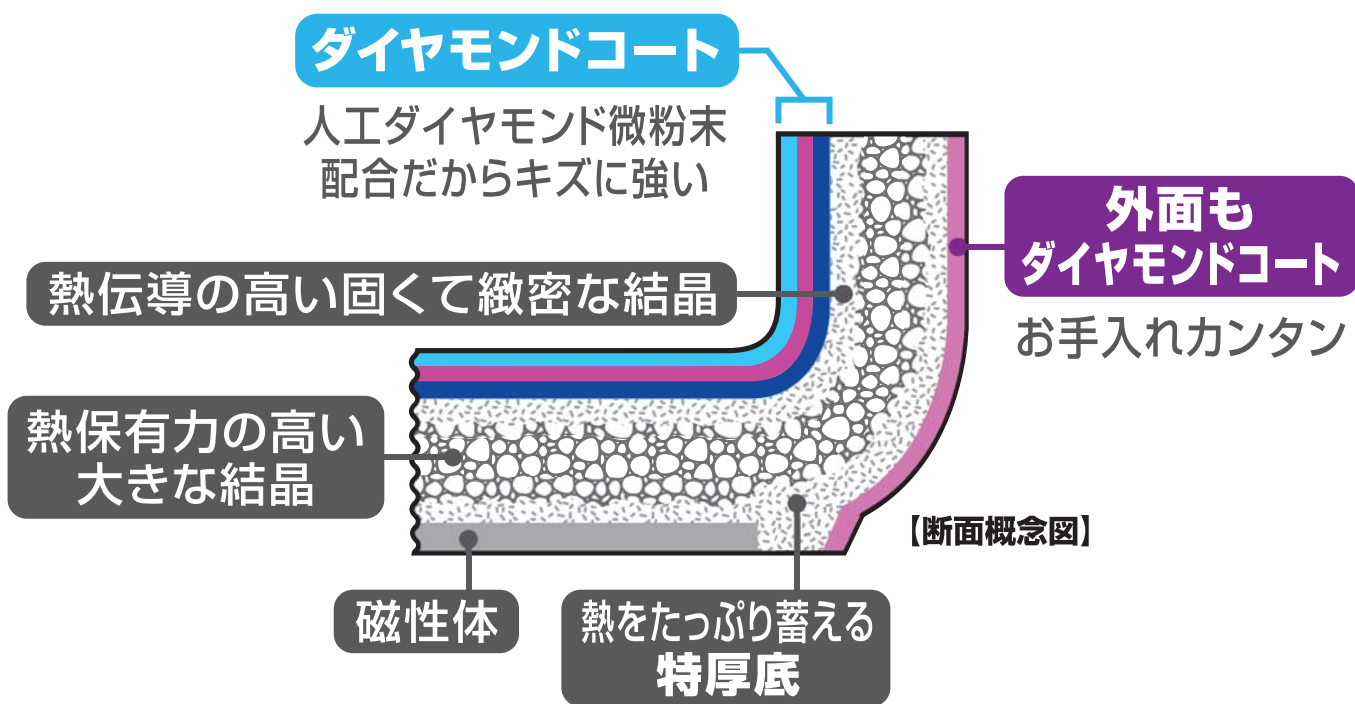 ダイヤモンドコート
人工ダイヤモンド微粉末
配合だからキズに強い
外面も
ダイヤモンドコート
お手入れカンタン
熱伝導の高い固くて緻密な結晶
熱保有力の高い
大きな結晶
【断面概念図】
磁性体
熱をたっぷり蓄える
特厚底